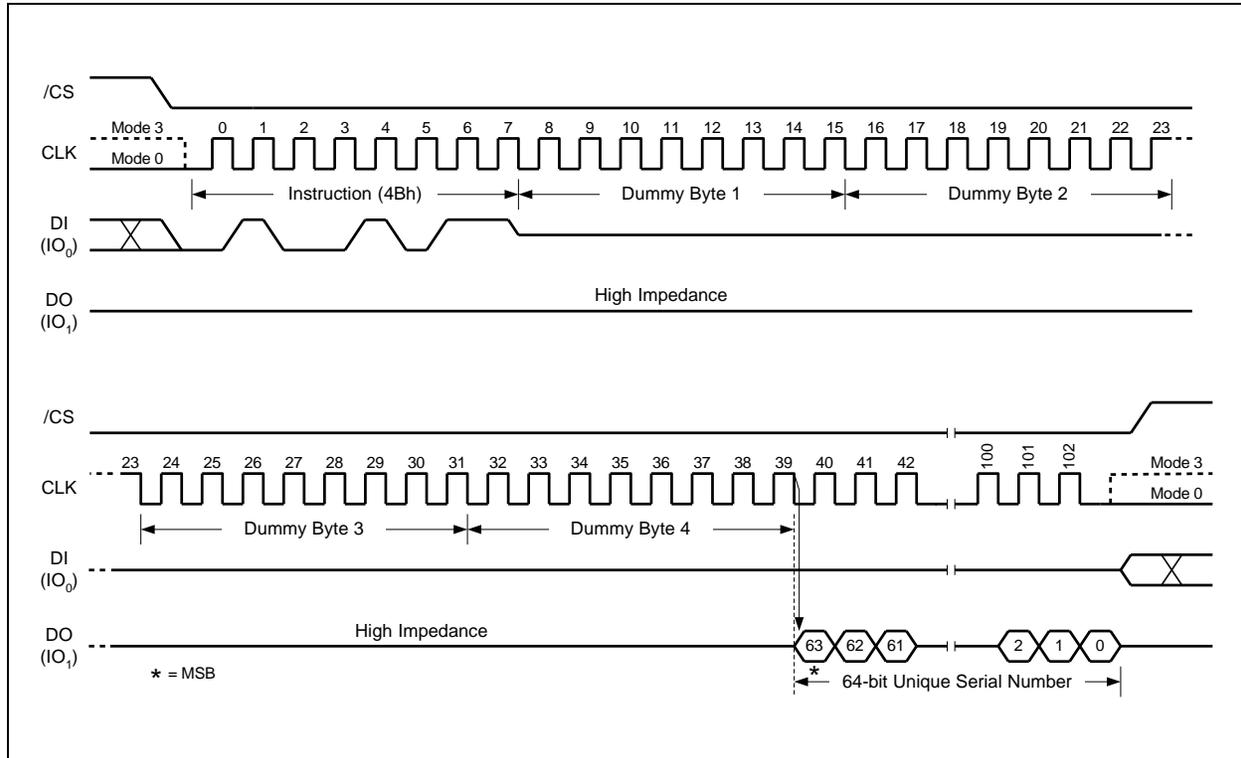 /CS
Mode 3
0 1 2 3 4 5 6 7 8 9 10 11 12 13 14 15 16 17 18 19 20 21 22 23
CLK
Mode 0
Instruction (4Bh) Dummy Byte 1 Dummy Byte 2
DI
(IO0)
High Impedance
DO
(IO1)
/CS
23 24 25 26 27 28 29 30 31 32 33 34 35 36 37 38 39 40 41 42 100 101 102
Mode 3
CLK
Mode 0
Dummy Byte 3 Dummy Byte 4
DI
(IO0)
High Impedance
DO
(IO1)
63 62 61 2 1 0
* = MSB
*
64-bit Unique Serial Number